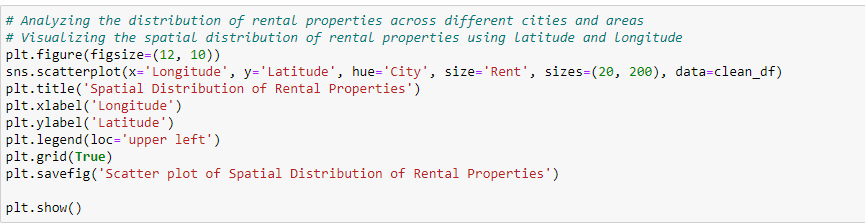 # Analyzing the distribution of rental properties across different cities and areas
# Visualizing the spatial distribution of rental properties using latitude and longitude
plt.figure(figsize=(12, 10))
sns.scatterplot(x='Longitude', y='Latitude', hue='City', size='Rent', sizes=(20, 200), data=clean_df)
plt.title('Spatial Distribution of Rental Properties')
plt.xlabel('Longitude')
plt.ylabel('Latitude')
plt.legend(loc='upper left')
plt.grid(True)
plt.savefig('Scatter plot of Spatial Distribution of Rental Properties')
plt.show()